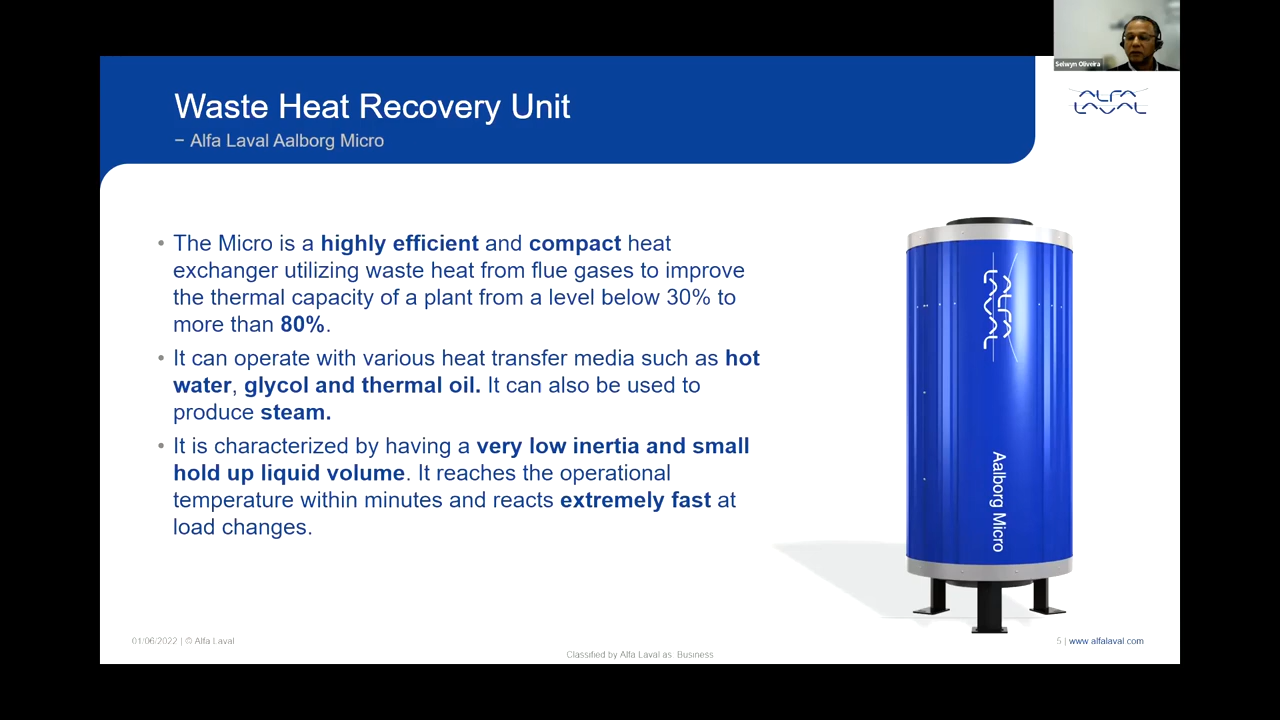 Selwyn Oliveira
ALFA
LAVAL
Waste Heat Recovery Unit
– Alfa Laval Aalborg Micro
• The Micro is a highly efficient and compact heat
exchanger utilizing waste heat from flue gases to improve
the thermal capacity of a plant from a level below 30% to
more than 80%.
• It can operate with various heat transfer media such as hot
water, glycol and thermal oil. It can also be used to
produce steam.
• It is characterized by having a very low inertia and small
hold up liquid volume. It reaches the operational
temperature within minutes and reacts extremely fast at
load changes.
ALFA
LAVAL
Aalborg Micro
01/06/2022 | © Alfa Laval
5 | www.alfalaval.com
Classified by Alfa Laval as: Business